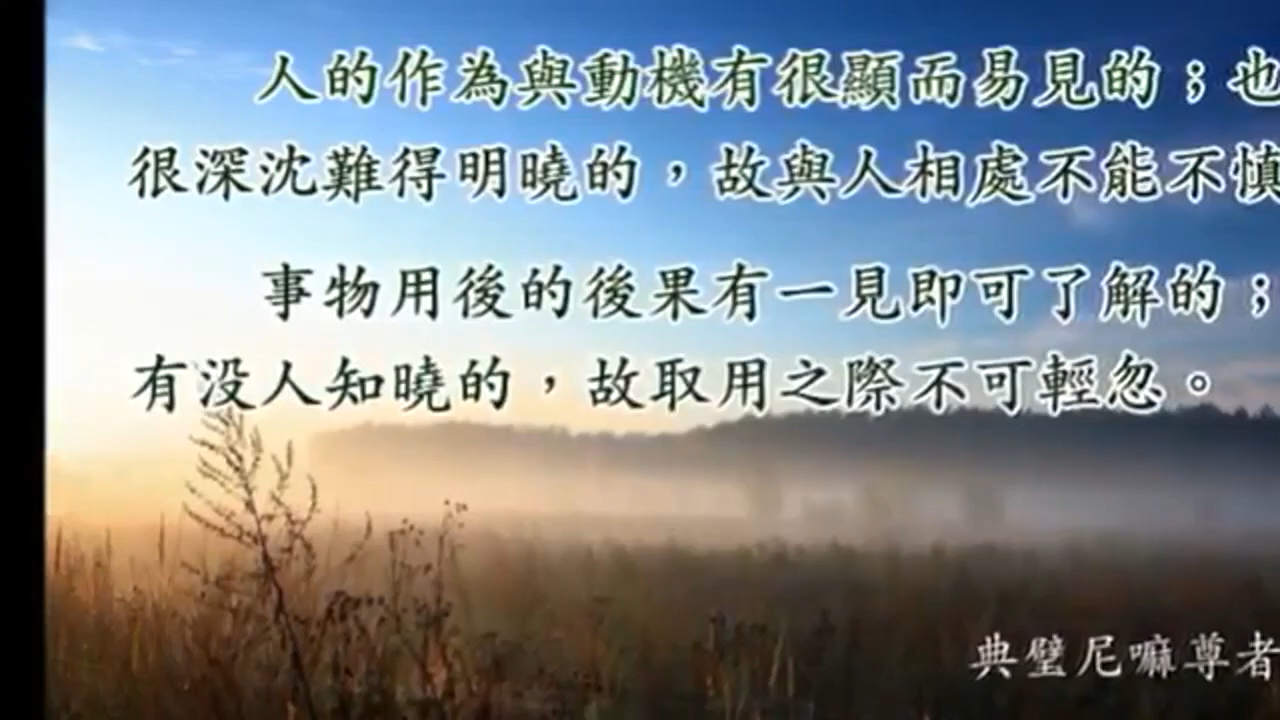 人的作為與動機有很顯而易見的；也
很深沈難得明曉的，故與人相處不能不慎
事物用後的後果有一見即可了解的；
有没人知曉的，故取用之際不可輕忽。
典璧尼嘛尊者